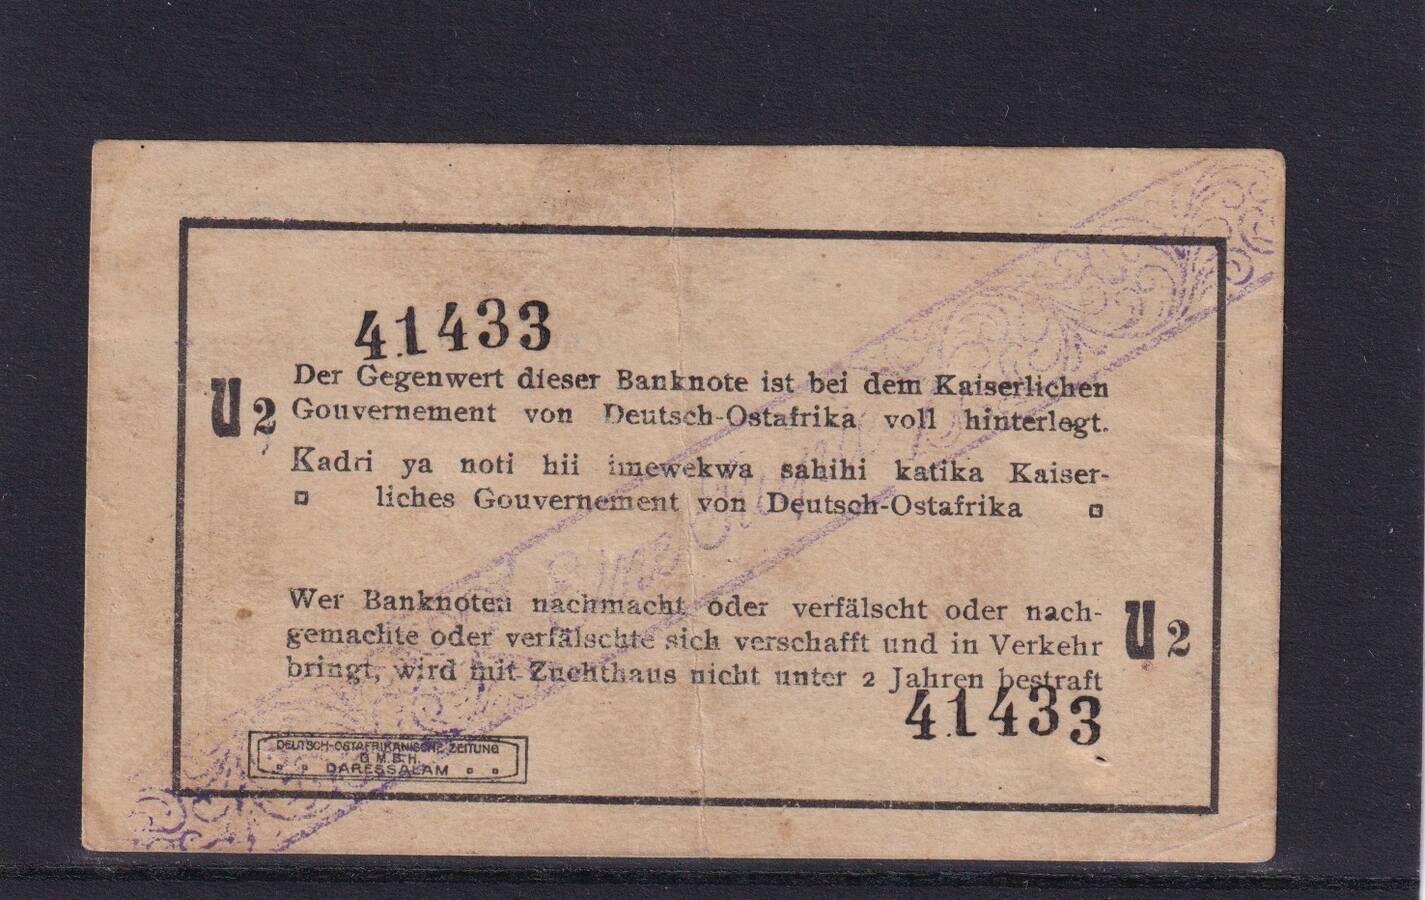 41433
U2
Der Gegenwert dieser Banknote ist bei dem Kaiserlichen
Gouvernement von Deutsch-Ostafrika voll hinterlegt.
Kadri ya noti hii imewekwa sahihi katika Kaiser-
liches Gouvernement von Deutsch-Ostafrika
Eine Rupie
Wer Banknoten nachmacht oder verfälscht oder nach-
gemachte oder verfälschte sich verschafft und in Verkehr
bringt, wird mit Zuchthaus nicht unter 2 Jahren bestraft
U2
41433
DEUTSCH-OSTAFRIKANISCHE ZEITUNG
G.M.B.H.
DARESSALAM